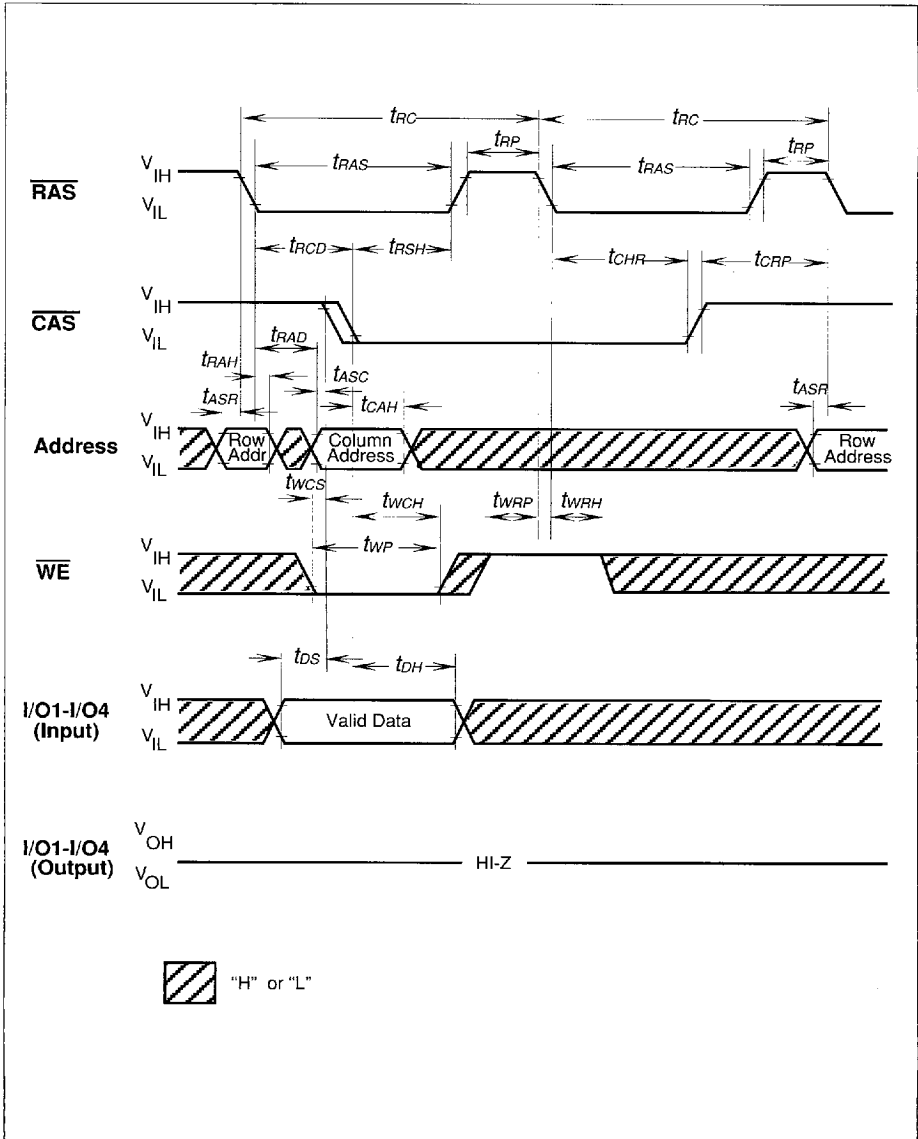 tRC tRC
tRP tRP
tRAS tRAS
RAS VIH
VIL
tRCD tRSH tCHR tCRP
CAS VIH
VIL
tRAD
tRAH tASC
tASR tCAH tASR
Address VIH
VIL
Row Addr
Column Address
Row Address
tWCS tWCH tWRP tWRH
tWP
WE VIH
VIL
tDS tDH
I/O1-I/O4 (Input) VIH
VIL
Valid Data
I/O1-I/O4 (Output) VOH
VOL
HI-Z
"H" or "L"